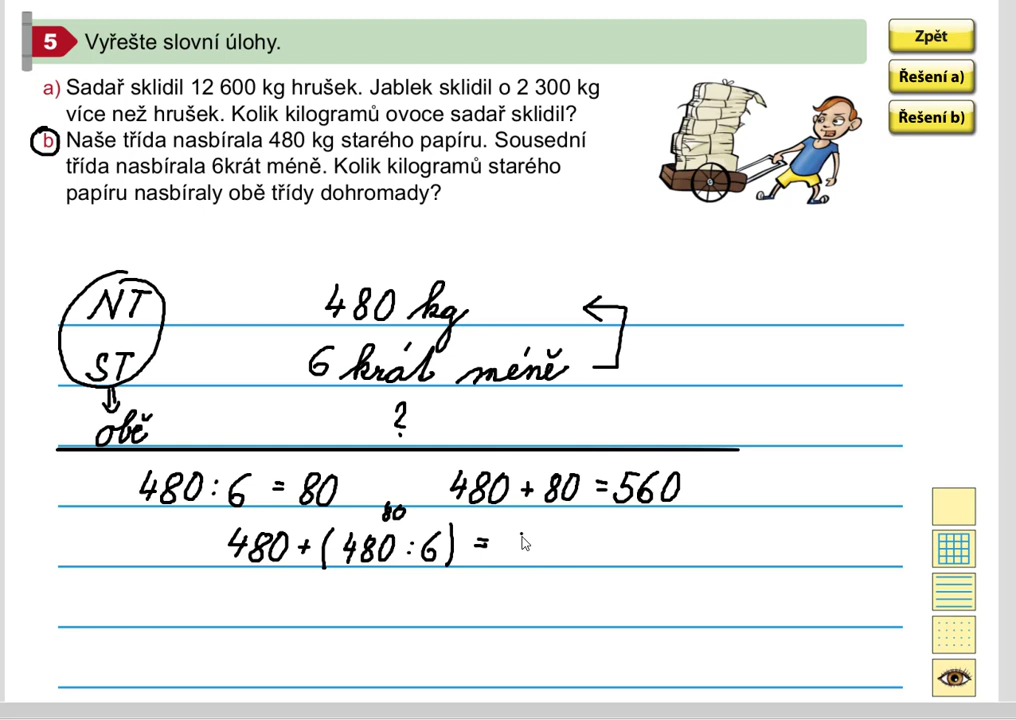 5 Vyřešte slovní úlohy.
Zpět
Řešení a)
Řešení b)
a) Sadař sklidil 12 600 kg hrušek. Jablek sklidil o 2 300 kg
více než hrušek. Kolik kilogramů ovoce sadař sklidil?
b) Naše třída nasbírala 480 kg starého papíru. Sousední
třída nasbírala 6krát méně. Kolik kilogramů starého
papíru nasbíraly obě třídy dohromady?
NT 480 kg
ST 6 krát méně
obě ?
480 : 6 = 80 480 + 80 = 560
80
480 + ( 480 : 6 ) =